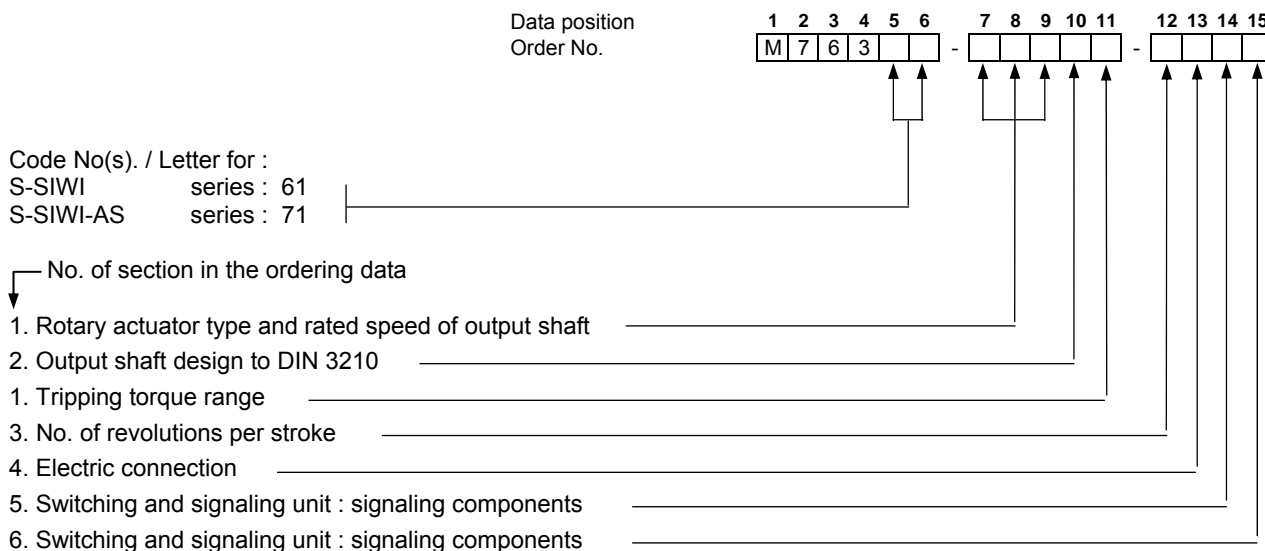 Data position 1 2 3 4 5 6 7 8 9 10 11 12 13 14 15
Order No. M 7 6 3 - -
Code No(s). / Letter for :
S-SIWI series : 61
S-SIWI-AS series : 71
No. of section in the ordering data
1. Rotary actuator type and rated speed of output shaft
2. Output shaft design to DIN 3210
1. Tripping torque range
3. No. of revolutions per stroke
4. Electric connection
5. Switching and signaling unit : signaling components
6. Switching and signaling unit : signaling components